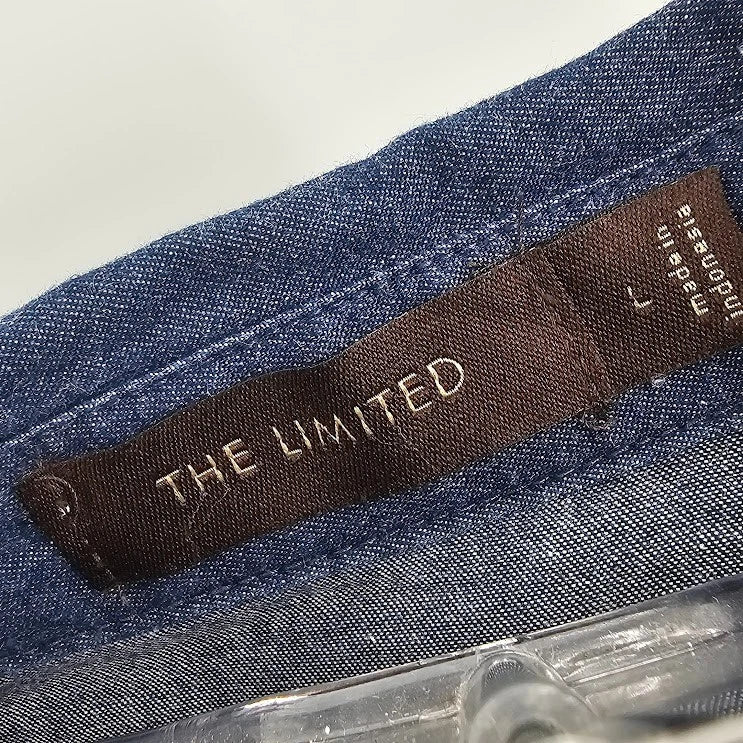 THE LIMITED
L
made in
indonesia